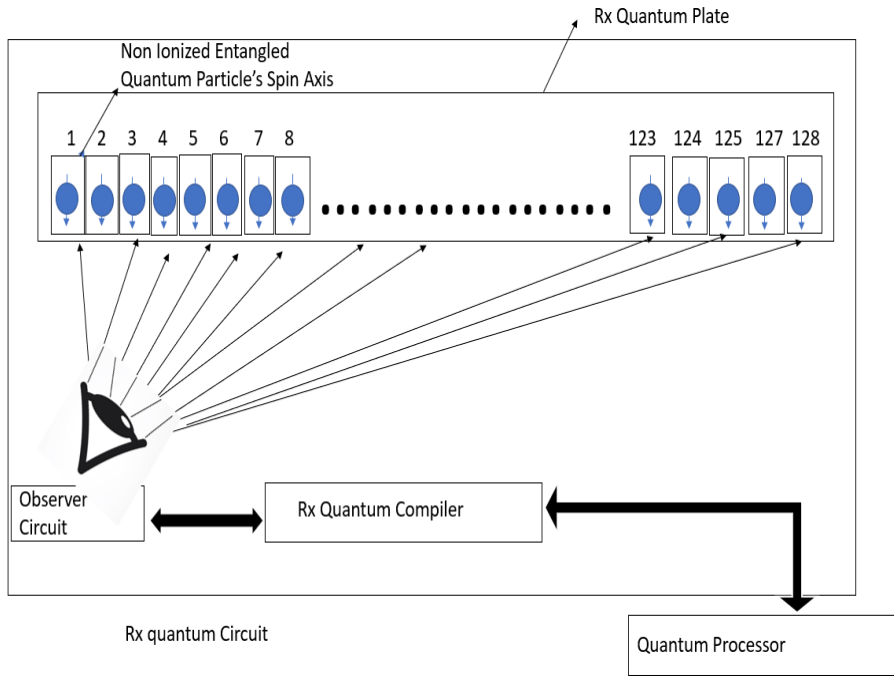 Rx Quantum Plate
Non Ionized Entangled
Quantum Particle's Spin Axis
1 2 3 4 5 6 7 8 123 124 125 127 128
Observer
Circuit
Rx Quantum Compiler
Rx quantum Circuit
Quantum Processor